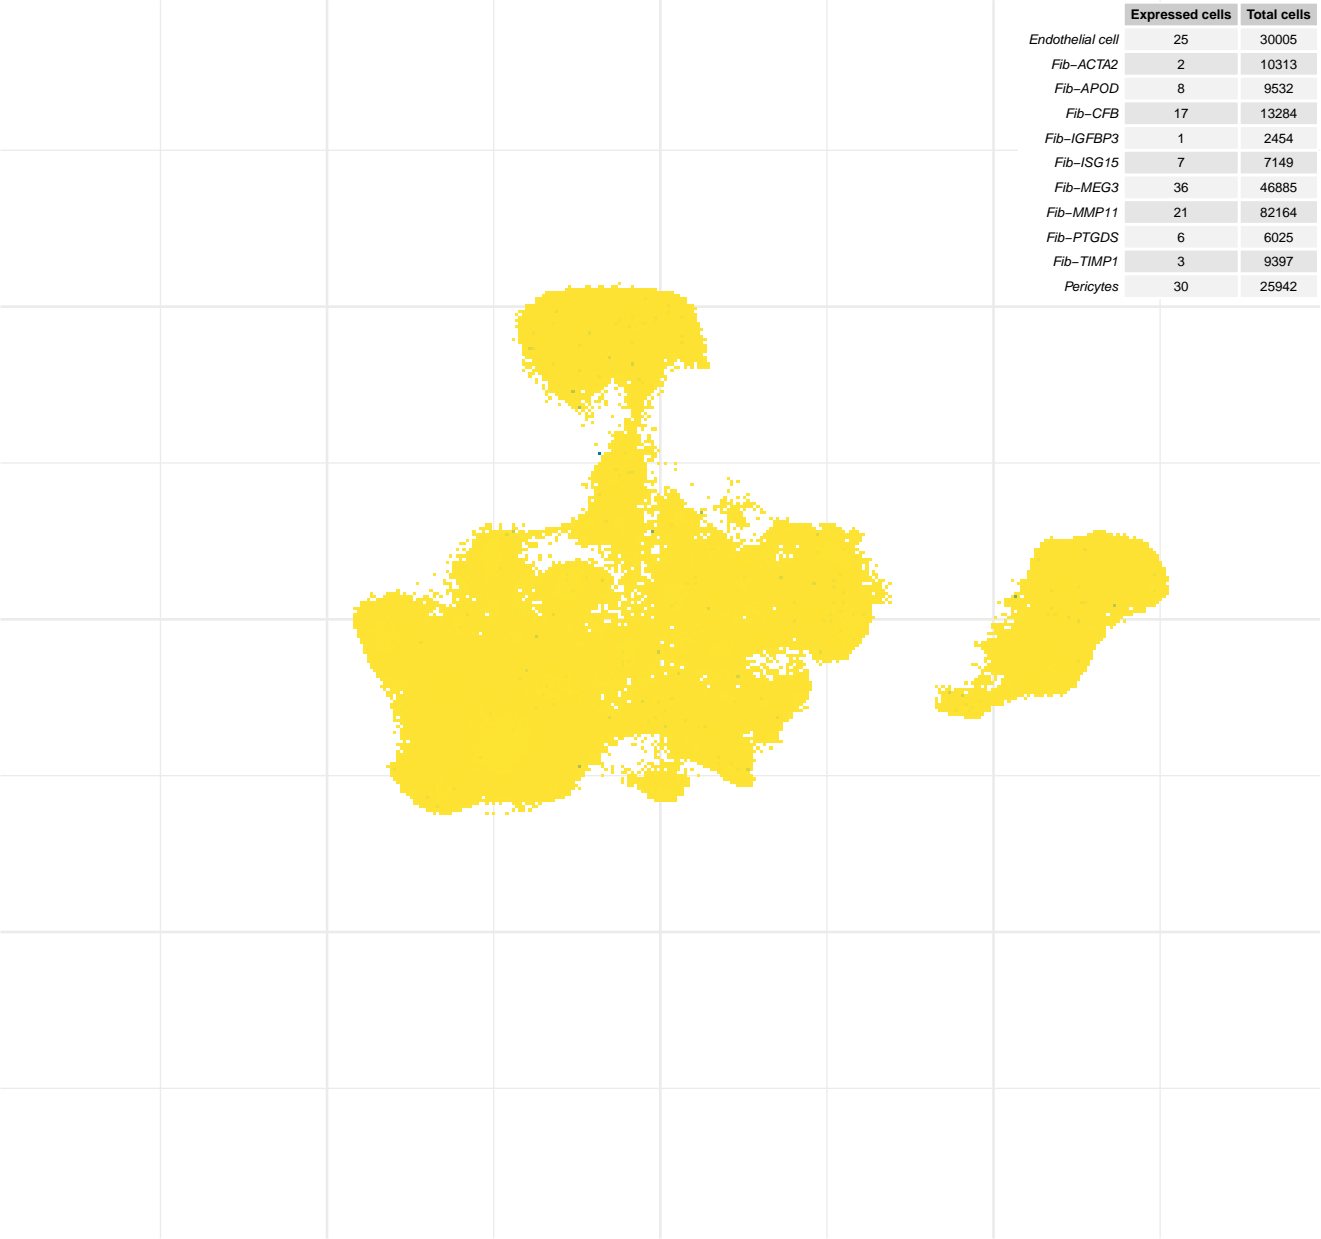 Expressed cells Total cells
Endothelial cell 25 30005
Fib−ACTA2 2 10313
Fib−APOD 8 9532
Fib−CFB 17 13284
Fib−IGFBP3 1 2454
Fib−ISG15 7 7149
Fib−MEG3 36 46885
Fib−MMP11 21 82164
Fib−PTGDS 6 6025
Fib−TIMP1 3 9397
Pericytes 30 25942